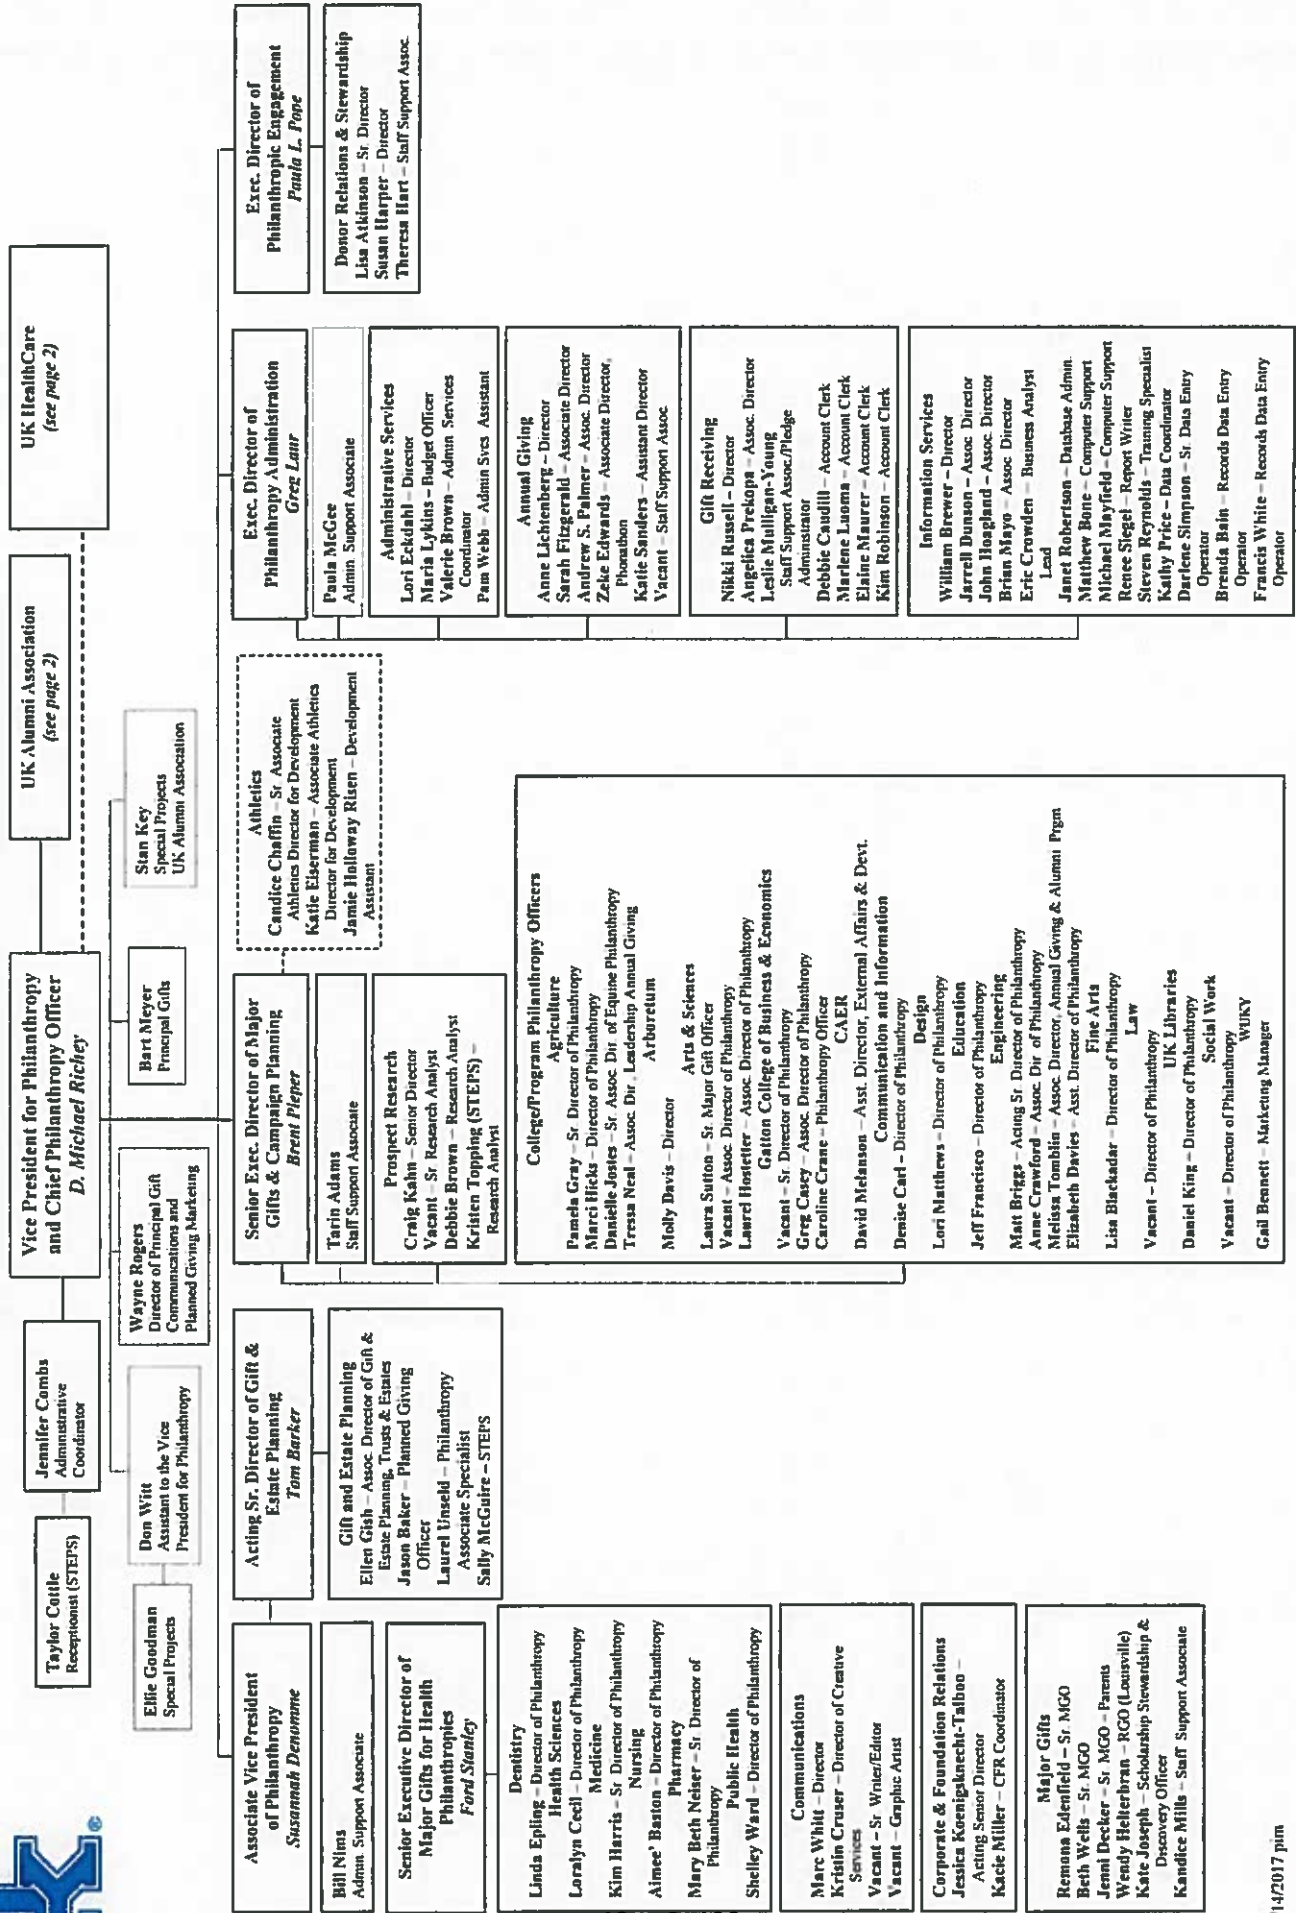 UK
®
Vice President for Philanthropy
and Chief Philanthropy Officer
D. Michael Richey
UK Alumni Association
(see page 2)
UK HealthCare
(see page 2)
Jennifer Combs
Administrative
Coordinator
Taylor Cottle
Receptionist (STEPS)
Ellie Goodman
Special Projects
Don Witt
Assistant to the Vice
President for Philanthropy
Wayne Rogers
Director of Principal Gift
Communications and
Planned Giving Marketing
Bart Meyer
Principal Gifts
Stan Key
Special Projects
UK Alumni Association
Associate Vice President
of Philanthropy
Susannah Denomme
Bill Nims
Admin. Support Associate
Senior Executive Director of
Major Gifts for Health
Philanthropies
Ford Stanley
Dentistry
Linda Epling – Director of Philanthropy
Health Sciences
Loralyn Cecil – Director of Philanthropy
Medicine
Kim Harris – Sr Director of Philanthropy
Nursing
Aimee' Baston – Director of Philanthropy
Pharmacy
Mary Beth Neiser – Sr. Director of
Philanthropy
Public Health
Shelley Ward – Director of Philanthropy
Communications
Marc Whitt – Director
Kristin Cruser – Director of Creative
Services
Vacant – Sr Writer/Editor
Vacant – Graphic Artist
Corporate & Foundation Relations
Jessica Koenigsknecht-Talboo –
Acting Senior Director
Kacie Miller – CFR Coordinator
Major Gifts
Remona Edenfield – Sr. MGO
Beth Wells – Sr. MGO
Jenni Decker – Sr MGO – Parents
Wendy Helterbran – RGO (Louisville)
Kate Joseph – Scholarship Stewardship &
Discovery Officer
Kandice Mills – Staff Support Associate
Acting Sr. Director of Gift &
Estate Planning
Tom Barker
Gift and Estate Planning
Ellen Gish – Assoc. Director of Gift &
Estate Planning, Trusts & Estates
Jason Baker – Planned Giving
Officer
Laurel Unseld – Philanthropy
Associate Specialist
Sally McGuire – STEPS
Senior Exec. Director of Major
Gifts & Campaign Planning
Brent Pieper
Tarin Adams
Staff Support Associate
Prospect Research
Craig Kahn – Senior Director
Vacant – Sr Research Analyst
Debbie Brown – Research Analyst
Kristen Topping (STEPS) –
Research Analyst
College/Program Philanthropy Officers
Agriculture
Pamela Gray – Sr. Director of Philanthropy
Marci Hicks – Director of Philanthropy
Danielle Jostes – Sr. Assoc. Dir. of Equine Philanthropy
Tressa Neal – Assoc. Dir., Leadership Annual Giving
Arboretum
Molly Davis – Director
Arts & Sciences
Laura Sutton – Sr. Major Gift Officer
Vacant – Assoc. Director of Philanthropy
Laurel Hostetter – Assoc. Director of Philanthropy
Gatton College of Business & Economics
Vacant – Sr. Director of Philanthropy
Greg Casey – Assoc. Director of Philanthropy
Caroline Crane – Philanthropy Officer
CAER
David Melanson – Asst. Director, External Affairs & Devt.
Communication and Information
Denise Carl – Director of Philanthropy
Design
Lori Matthews – Director of Philanthropy
Education
Jeff Francisco – Director of Philanthropy
Engineering
Matt Briggs – Acting Sr. Director of Philanthropy
Anne Crawford – Assoc. Dir of Philanthropy
Melissa Tombin – Assoc. Director, Annual Giving & Alumni Prgm
Elizabeth Davies – Asst. Director of Philanthropy
Fine Arts
Lisa Blackadar – Director of Philanthropy
Law
Vacant – Director of Philanthropy
UK Libraries
Daniel King – Director of Philanthropy
Social Work
Vacant – Director of Philanthropy
WUKY
Gail Bennett – Marketing Manager
Athletics
Candice Chaffin – Sr. Associate
Athletics Director for Development
Katie Eiserman – Associate Athletics
Director for Development
Jamie Holloway Risen – Development
Assistant
Exec. Director of
Philanthropy Administration
Greg Laur
Paula McGee
Admin Support Associate
Administrative Services
Lori Eckdahl – Director
Maria Lykins – Budget Officer
Valerie Brown – Admin Services
Coordinator
Pam Webb – Admin Svcs Assistant
Annual Giving
Anne Lichtenberg – Director
Sarah Fitzgerald – Associate Director
Andrew S. Palmer – Assoc. Director
Zeke Edwards – Associate Director,
Phonathon
Katie Sanders – Assistant Director
Vacant – Staff Support Assoc.
Gift Receiving
Nikki Russell – Director
Angelica Prekopa – Assoc. Director
Leslie Mulligan-Young
Staff Support Assoc./Pledge
Administrator
Debbie Caudill – Account Clerk
Marlene Luoma – Account Clerk
Elaine Maurer – Account Clerk
Kim Robinson – Account Clerk
Information Services
William Brewer – Director
Jarrell Dunson – Assoc Director
John Hoagland – Assoc. Director
Brian Mayo – Assoc Director
Eric Crowden – Business Analyst
Lead
Janet Robertson – Database Admin.
Matthew Bone – Computer Support
Michael Mayfield – Computer Support
Renee Siegel – Report Writer
Steven Reynolds – Training Specialist
Kathy Price – Data Coordinator
Darlene Simpson – Sr. Data Entry
Operator
Brenda Bain – Records Data Entry
Operator
Francis White – Records Data Entry
Operator
Exec. Director of
Philanthropic Engagement
Paula L. Pope
Donor Relations & Stewardship
Lisa Atkinson – Sr. Director
Susan Harper – Director
Theresa Hart – Staff Support Assoc.
14/2017 pim